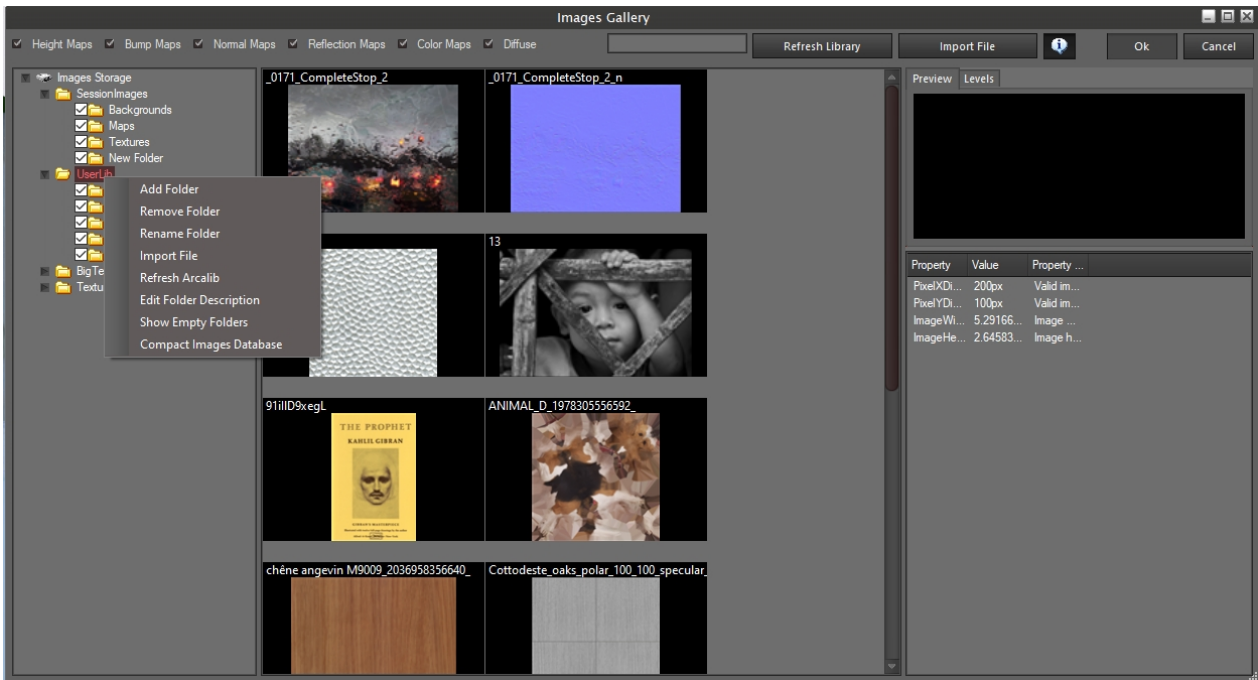 Images Gallery
Height Maps Bump Maps Normal Maps Reflection Maps Color Maps Diffuse Refresh Library Import File Ok Cancel
Images Storage
SessionImages
Backgrounds
Maps
Textures
New Folder
UserLib
BigTe
Textu
Add Folder
Remove Folder
Rename Folder
Import File
Refresh Arcalib
Edit Folder Description
Show Empty Folders
Compact Images Database
_0171_CompleteStop_2
_0171_CompleteStop_2_n
13
91iIID9xegL
THE PROPHET
KAHLIL GIBRAN
ANIMAL_D_1978305556592_
chêne angevin M9009_2036958356640_
Cottodeste_oaks_polar_100_100_specular_
Preview Levels
Property Value Property ...
PixelXDi... 200px Valid im...
PixelYDi... 100px Valid im...
ImageWi... 5.29166... Image ...
ImageHe... 2.64583... Image h...